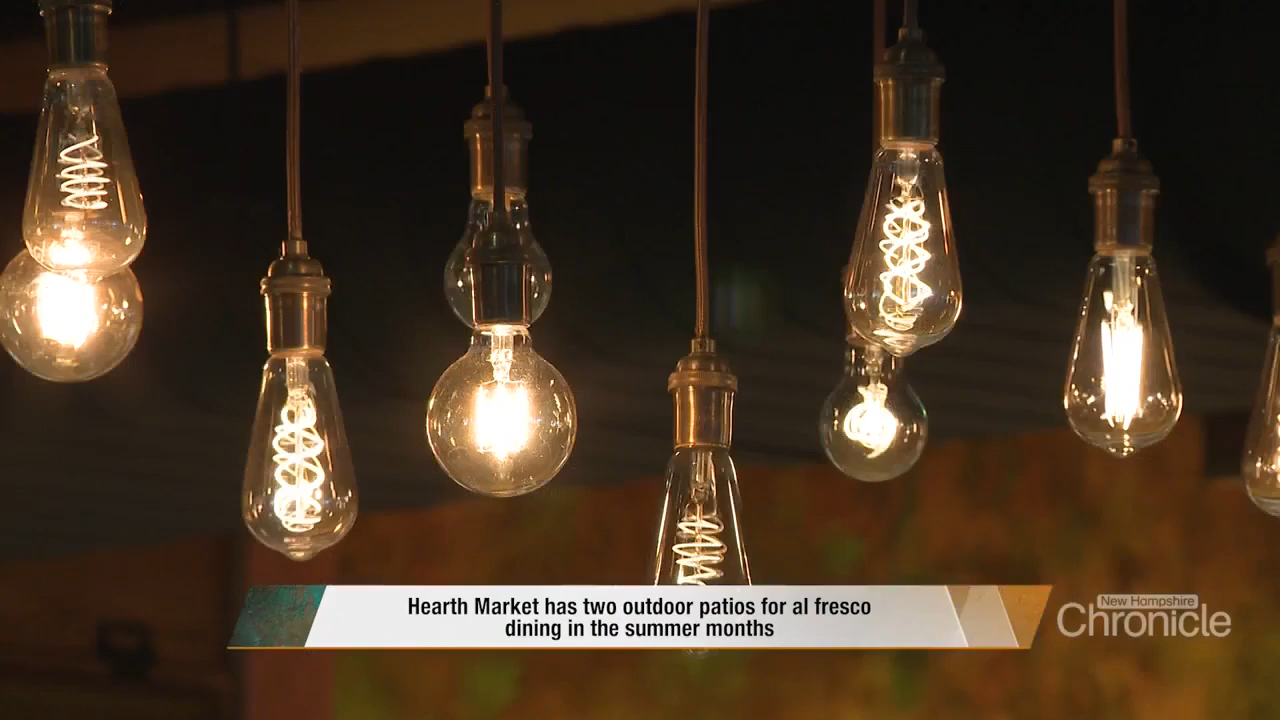 Hearth Market has two outdoor patios for al fresco
dining in the summer months
New Hampshire
Chronicle